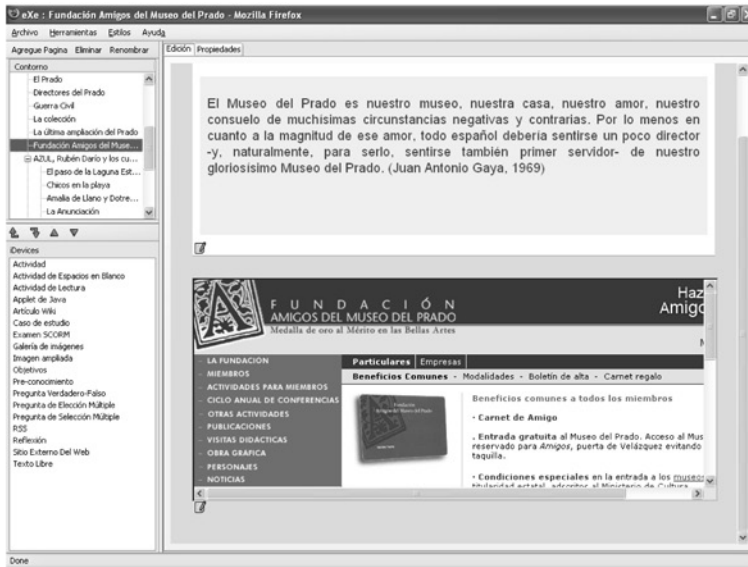 eXe : Fundación Amigos del Museo del Prado - Mozilla Firefox
Archivo Herramientas Estilos Ayuda
Agregue Pagina Eliminar Renombrar
Edición Propiedades
Contorno
El Prado
Directores del Prado
Guerra Civil
La colección
La última ampliación del Prado
Fundación Amigos del Muse...
AZUL, Rubén Darío y los cu...
El paso de la Laguna Est...
Chicos en la playa
Amalia de Llano y Dotre...
La Anunciación
iDevices
Actividad
Actividad de Espacios en Blanco
Actividad de Lectura
Applet de Java
Artículo Wiki
Caso de estudio
Examen SCORM
Galería de imágenes
Imagen ampliada
Objetivos
Pre-conocimiento
Pregunta Verdadero-Falso
Pregunta de Elección Múltiple
Pregunta de Selección Múltiple
RSS
Reflexión
Sitio Externo Del Web
Texto Libre
El Museo del Prado es nuestro museo, nuestra casa, nuestro amor, nuestro
consuelo de muchísimas circunstancias negativas y contrarias. Por lo menos en
cuanto a la magnitud de ese amor, todo español debería sentirse un poco director
-y, naturalmente, para serlo, sentirse también primer servidor- de nuestro
gloriosísimo Museo del Prado. (Juan Antonio Gaya, 1969)
FUNDACIÓN
AMIGOS DEL MUSEO DEL PRADO
Medalla de oro al Mérito en las Bellas Artes
Haz
Amigo
LA FUNDACIÓN
MIEMBROS
ACTIVIDADES PARA MIEMBROS
CICLO ANUAL DE CONFERENCIAS
OTRAS ACTIVIDADES
PUBLICACIONES
VISITAS DIDACTICAS
OBRA GRAFICA
PERSONAJES
NOTICIAS
Particulares Empresas
Beneficios Comunes - Modalidades - Boletín de alta - Carnet regalo
Beneficios comunes a todos los miembros
· Carnet de Amigo
. Entrada gratuita al Museo del Prado. Acceso al Mus
reservado para Amigos, puerta de Velázquez evitando
taquilla.
· Condiciones especiales en la entrada a los museos
titularidad estatal, adscritos al Ministerio de Cultura
Done